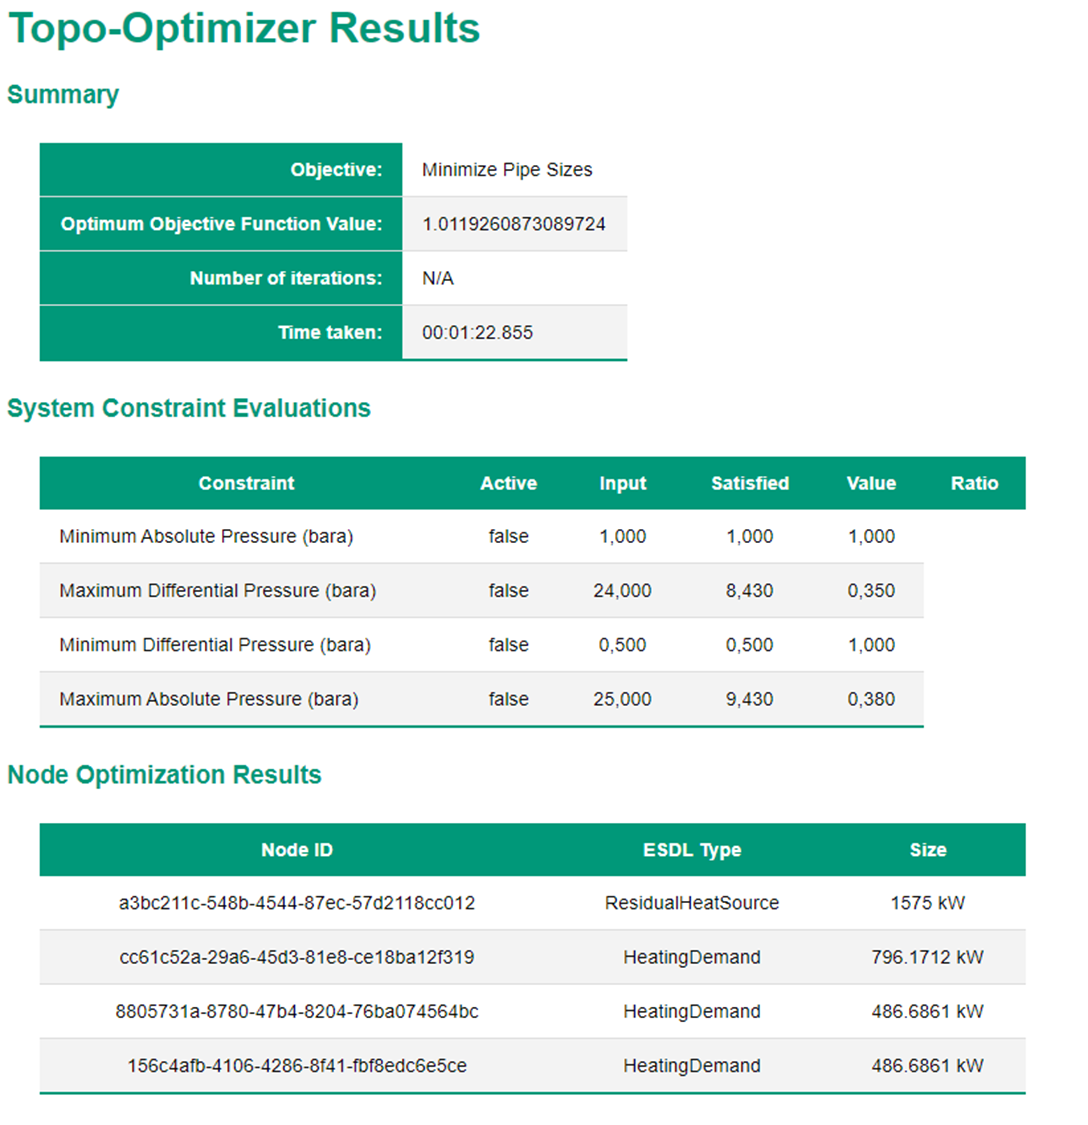 Topo-Optimizer Results
Summary
Objective: Minimize Pipe Sizes
Optimum Objective Function Value: 1.0119260873089724
Number of iterations: N/A
Time taken: 00:01:22.855
System Constraint Evaluations
Constraint Active Input Satisfied Value Ratio
Minimum Absolute Pressure (bara) false 1,000 1,000 1,000
Maximum Differential Pressure (bara) false 24,000 8,430 0,350
Minimum Differential Pressure (bara) false 0,500 0,500 1,000
Maximum Absolute Pressure (bara) false 25,000 9,430 0,380
Node Optimization Results
Node ID ESDL Type Size
a3bc211c-548b-4544-87ec-57d2118cc012 ResidualHeatSource 1575 kW
cc61c52a-29a6-45d3-81e8-ce18ba12f319 HeatingDemand 796.1712 kW
8805731a-8780-47b4-8204-76ba074564bc HeatingDemand 486.6861 kW
156c4afb-4106-4286-8f41-fbf8edc6e5ce HeatingDemand 486.6861 kW